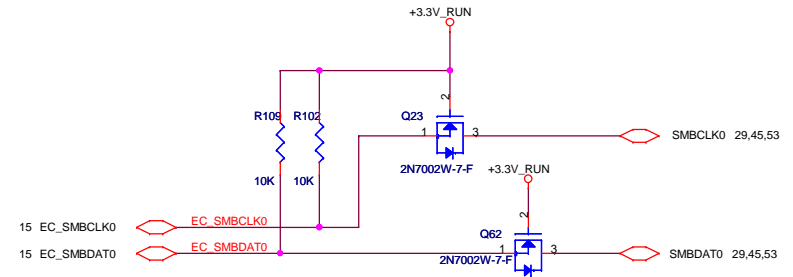 +3.3V_RUN
R109 R102
2
Q23
1 3
SMBCLK0 29,45,53
10K 10K
2N7002W-7-F
+3.3V_RUN
2
15 EC_SMBCLK0 EC_SMBCLK0
Q62
15 EC_SMBDAT0 EC_SMBDAT0
1 3
SMBDAT0 29,45,53
2N7002W-7-F